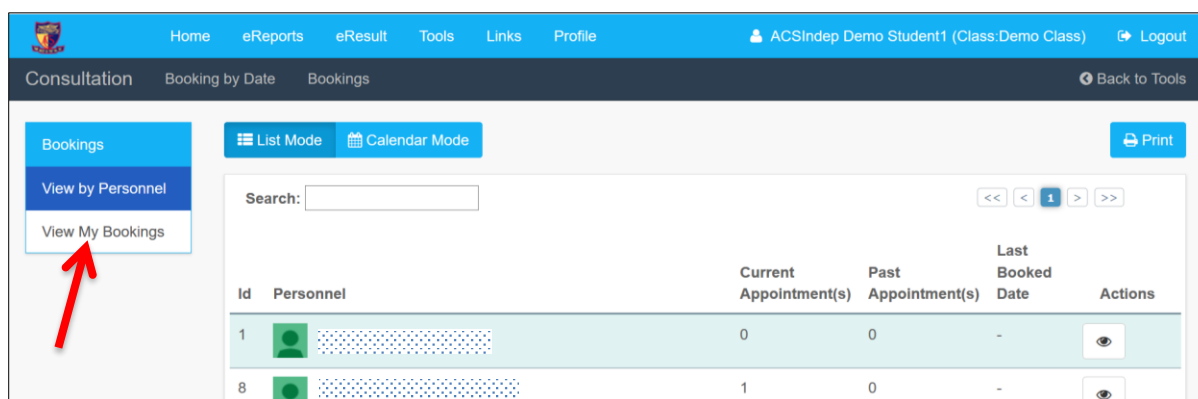 Home eReports eResult Tools Links Profile ACSIndep Demo Student1 (Class:Demo Class) Logout
Consultation Booking by Date Bookings Back to Tools
Bookings
View by Personnel
View My Bookings
List Mode Calendar Mode Print
Search: << < 1 > >>
Id Personnel Current Appointment(s) Past Appointment(s) Last Booked Date Actions
1 0 0 -
8 1 0 -